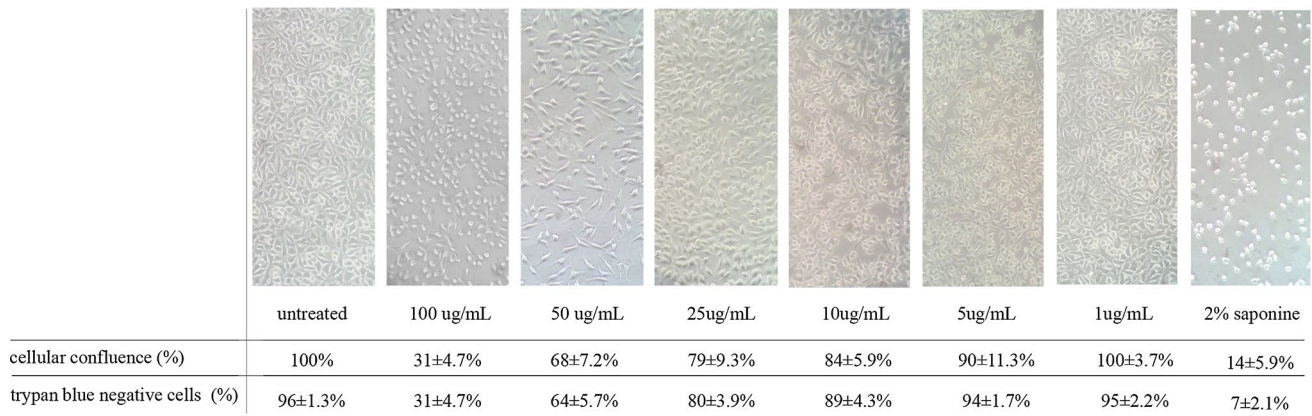 untreated 100 ug/mL 50 ug/mL 25ug/mL 10ug/mL 5ug/mL 1ug/mL 2% saponine
cellular confluence (%) 100% 31±4.7% 68±7.2% 79±9.3% 84±5.9% 90±11.3% 100±3.7% 14±5.9%
trypan blue negative cells (%) 96±1.3% 31±4.7% 64±5.7% 80±3.9% 89±4.3% 94±1.7% 95±2.2% 7±2.1%